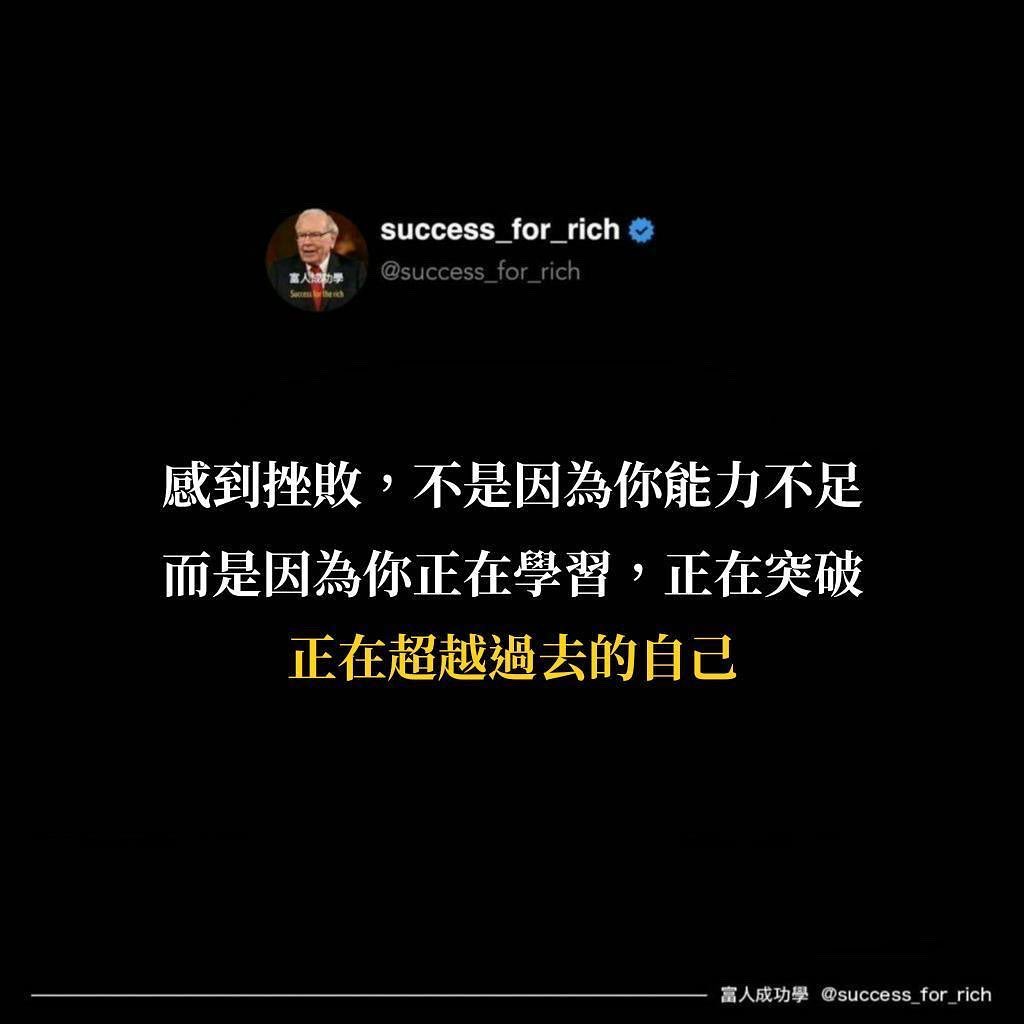 success_for_rich
@success_for_rich
富人成功學
Success for the rich
感到挫敗，不是因為你能力不足
而是因為你正在學習，正在突破
正在超越過去的自己
富人成功學 @success_for_rich